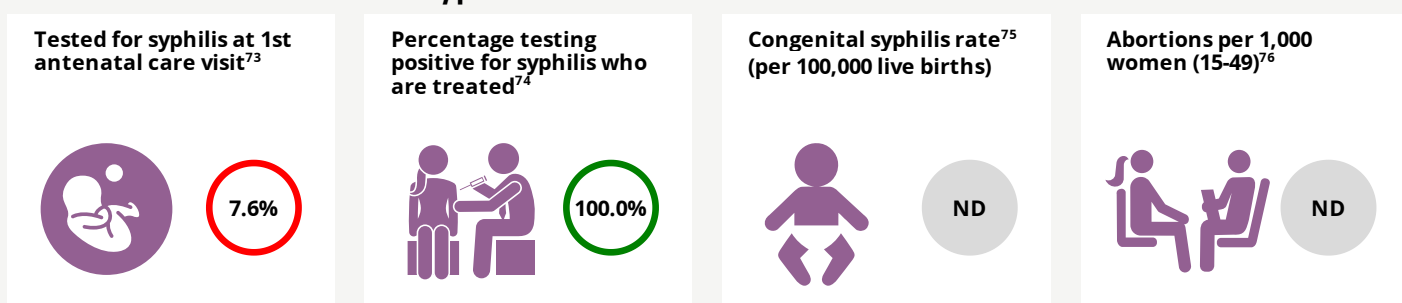 Tested for syphilis at 1st
antenatal care visit73
7.6%
Percentage testing
positive for syphilis who
are treated74
100.0%
Congenital syphilis rate75
(per 100,000 live births)
ND
Abortions per 1,000
women (15-49)76
ND